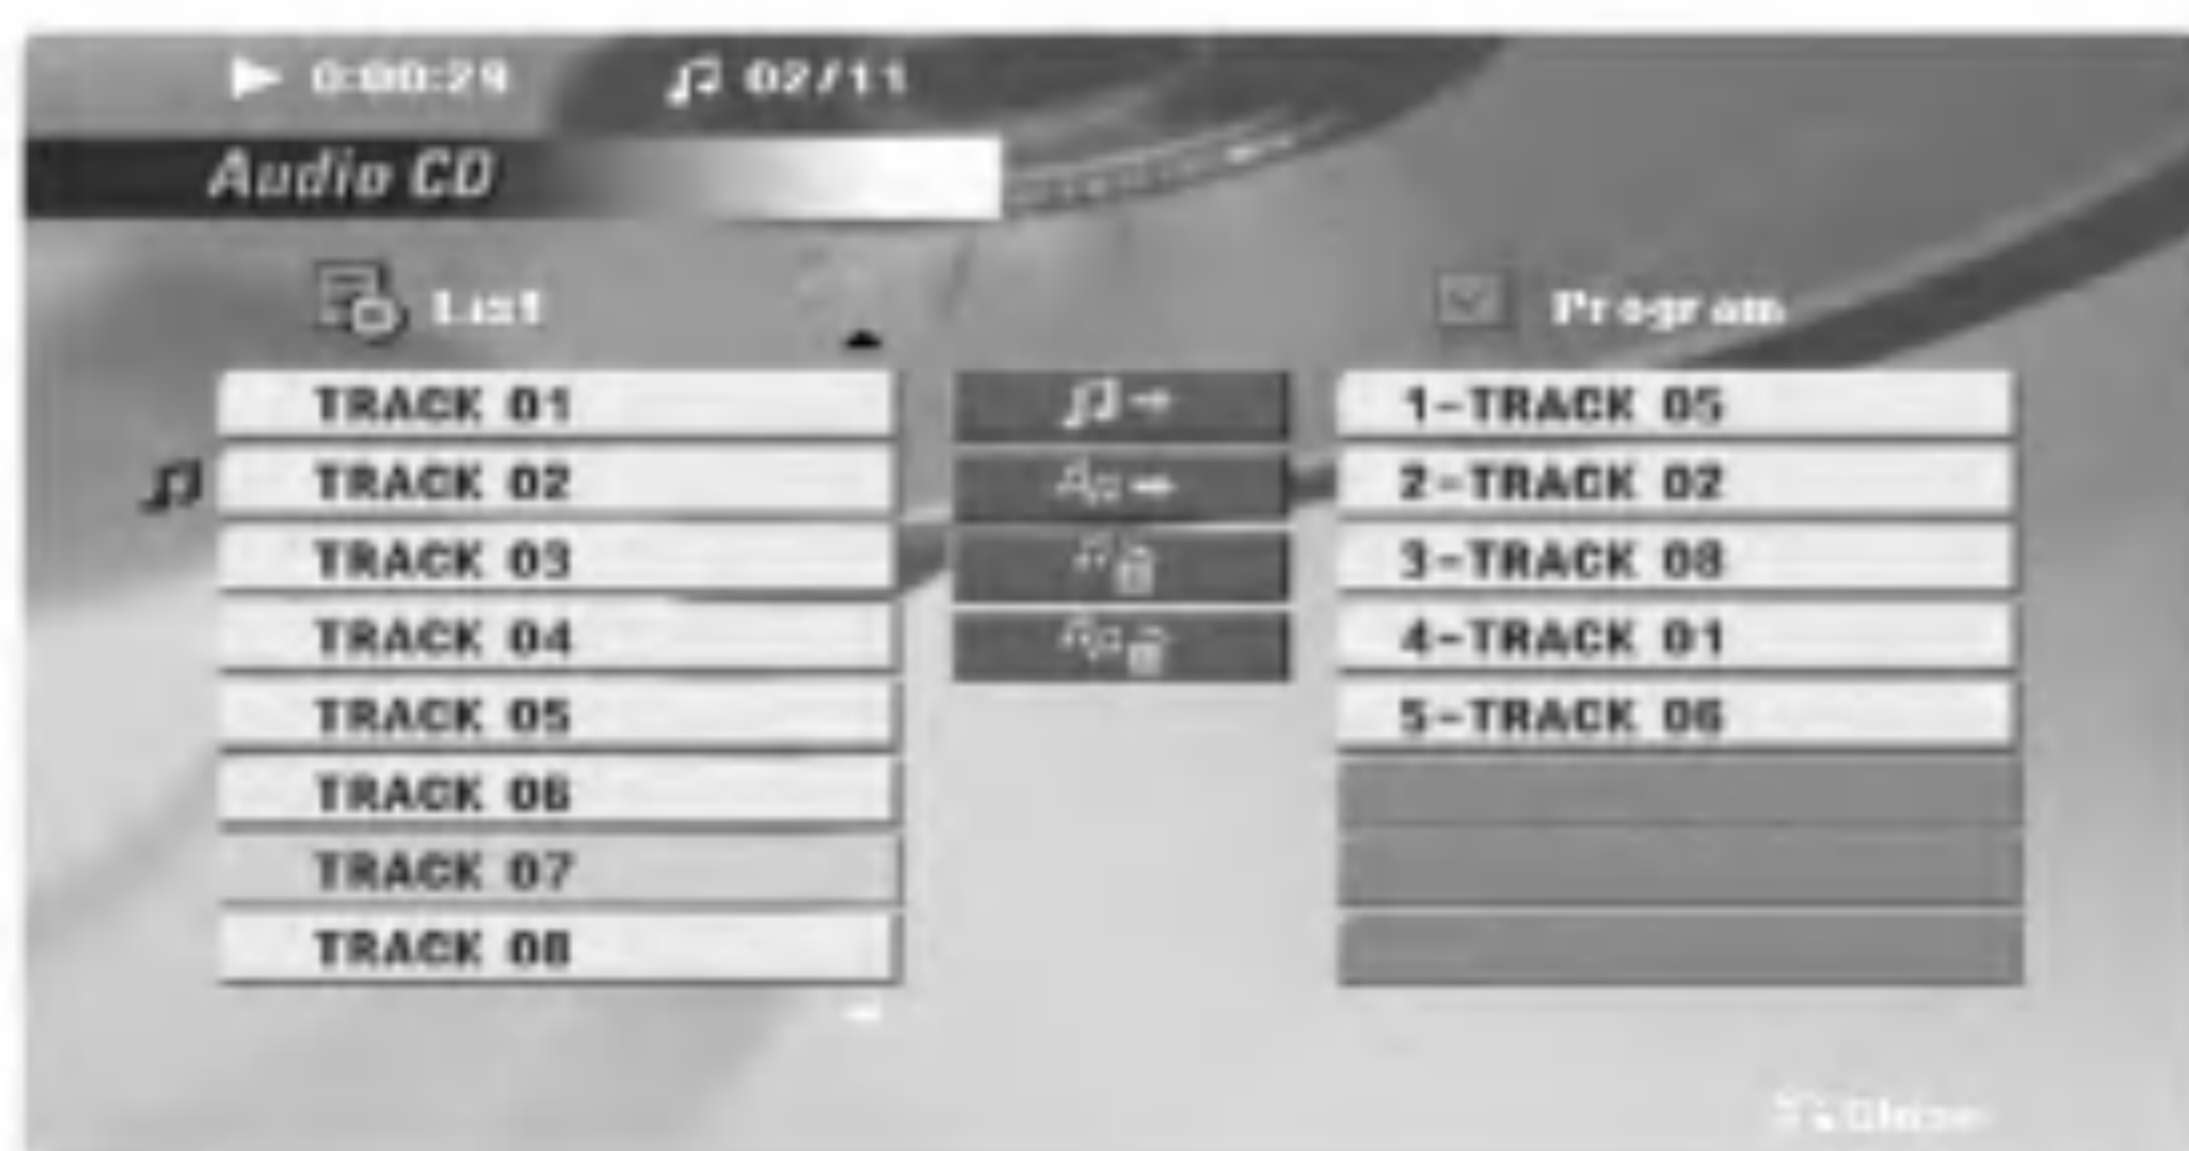 0:00:29
02/11
Audio CD
List
Program
TRACK 01
TRACK 02
TRACK 03
TRACK 04
TRACK 05
TRACK 06
TRACK 07
TRACK 08
1-TRACK 05
2-TRACK 02
3-TRACK 08
4-TRACK 01
5-TRACK 06